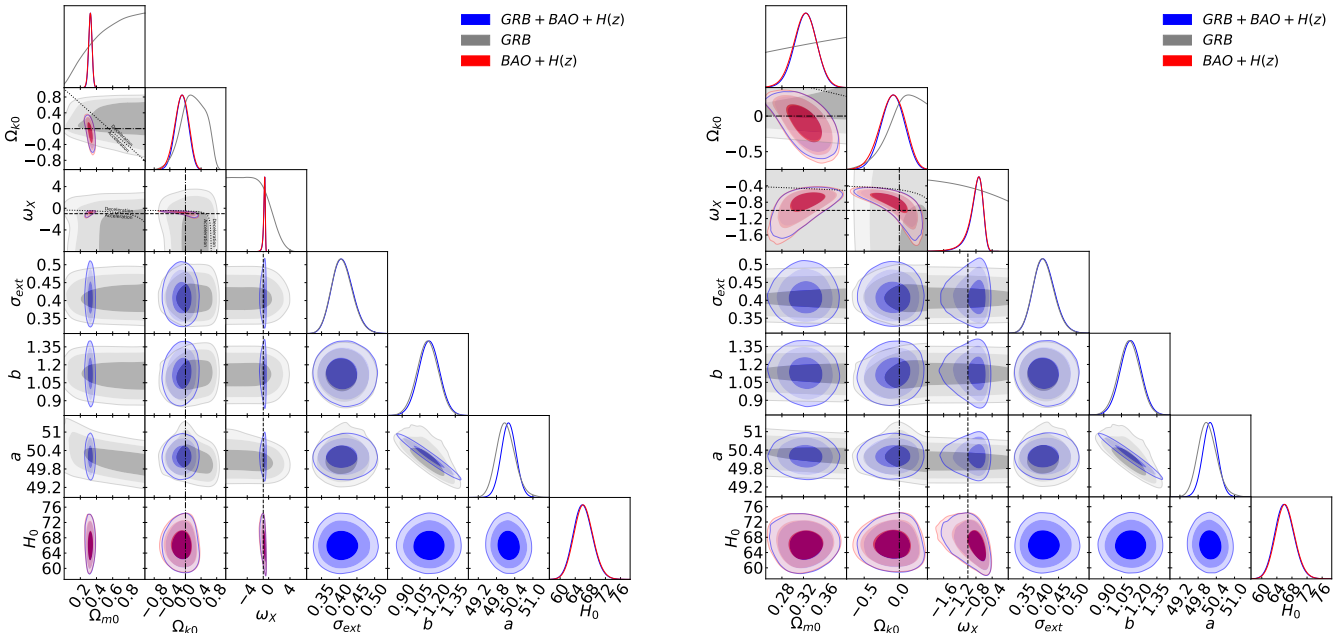 GRB + BAO + H(z)
GRB
BAO + H(z)
Ω_k0
0.8
0.4
0
−0.4
−0.8
ω_X
4
0
−4
σ_ext
0.5
0.45
0.4
0.35
b
1.35
1.2
1.05
0.9
a
51
50.4
49.8
49.2
H_0
76
72
68
64
60
0.2 0.4 0.6 0.8
Ω_m0
−0.8 −0.4 0.0 0.4 0.8
Ω_k0
−4 0 4
ω_X
0.35 0.40 0.45 0.50
σ_ext
0.90 1.05 1.20 1.35
b
49.2 49.8 50.4 51.0
a
60 64 68 72 76
H_0
GRB + BAO + H(z)
GRB
BAO + H(z)
Ω_k0
0
−0.5
ω_X
−0.4
−0.8
−1.2
−1.6
σ_ext
0.5
0.45
0.4
0.35
b
1.35
1.2
1.05
0.9
a
51
50.4
49.8
49.2
H_0
76
72
68
64
60
0.28 0.32 0.36
Ω_m0
−0.5 0.0
Ω_k0
−1.6 −1.2 −0.8 −0.4
ω_X
0.35 0.40 0.45 0.50
σ_ext
0.90 1.05 1.20 1.35
b
49.2 49.8 50.4 51.0
a
60 64 68 72 76
H_0